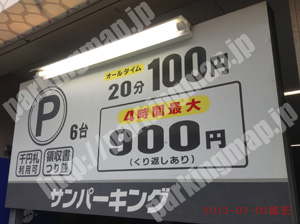 オールタイム
20分 100円
P
6台
4時間最大
900円
(くり返しあり)
千円札
利用可
領収書
つり銭
サンパーキング
parkingmap.jp